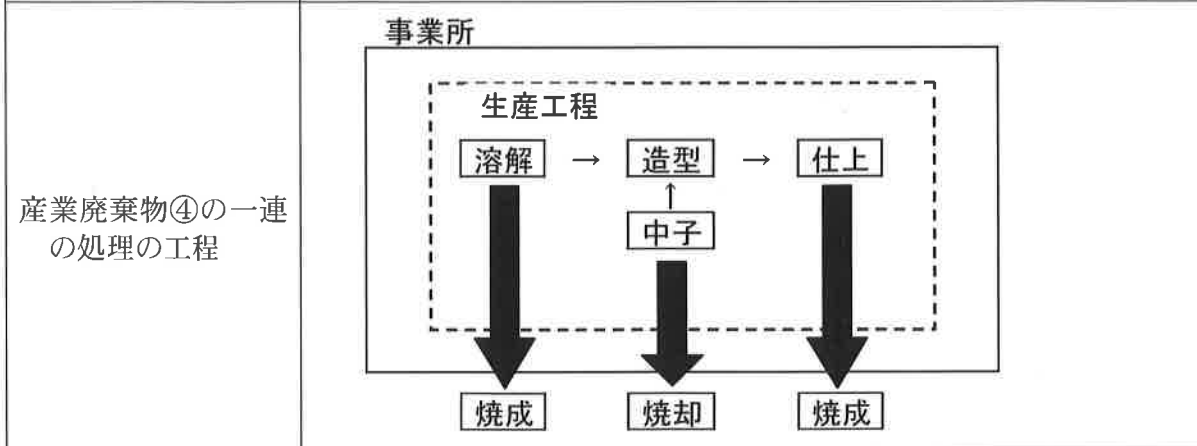 産業廃棄物④の一連
の処理の工程
事業所
生産工程
溶解 → 造型 → 仕上
↑
中子
焼成 焼却 焼成